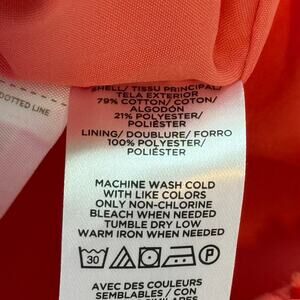 DOTTED LINE
SHELL/ TISSU PRINCIPAL/
TELA EXTERIOR
79% COTTON/ COTON/
ALGODÓN
21% POLYESTER/
POLIÉSTER
LINING/ DOUBLURE/ FORRO
100% POLYESTER/
POLIÉSTER
MACHINE WASH COLD
WITH LIKE COLORS
ONLY NON-CHLORINE
BLEACH WHEN NEEDED
TUMBLE DRY LOW
WARM IRON WHEN NEEDED
30 P
AVEC DES COULEURS
SEMBLABLES / CON